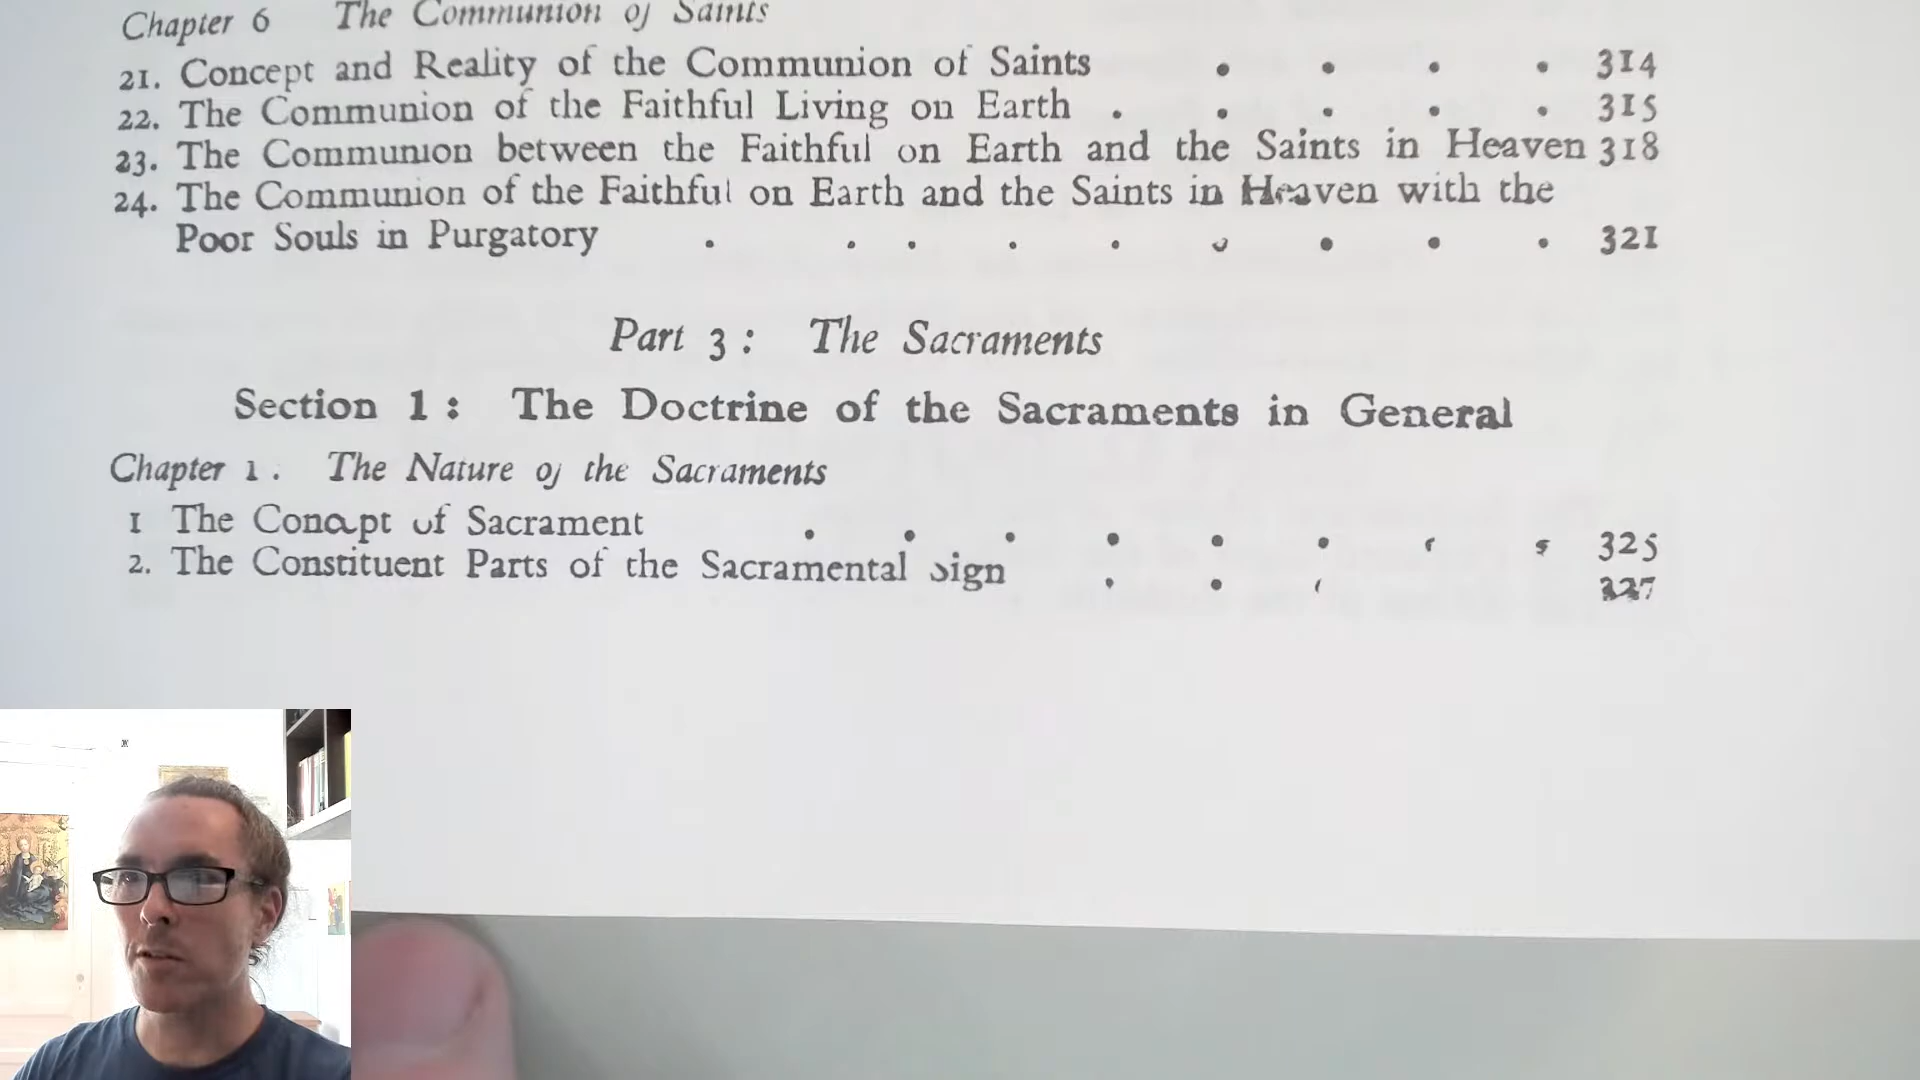 Chapter 6 The Communion of Saints
21. Concept and Reality of the Communion of Saints . . . . 314
22. The Communion of the Faithful Living on Earth . . . . . 315
23. The Communion between the Faithful on Earth and the Saints in Heaven 318
24. The Communion of the Faithful on Earth and the Saints in Heaven with the
Poor Souls in Purgatory . . . . . . . . . 321
Part 3 : The Sacraments
Section 1 : The Doctrine of the Sacraments in General
Chapter 1 . The Nature of the Sacraments
1 The Concept of Sacrament . . . . . . . . 325
2. The Constituent Parts of the Sacramental Sign . . . 327